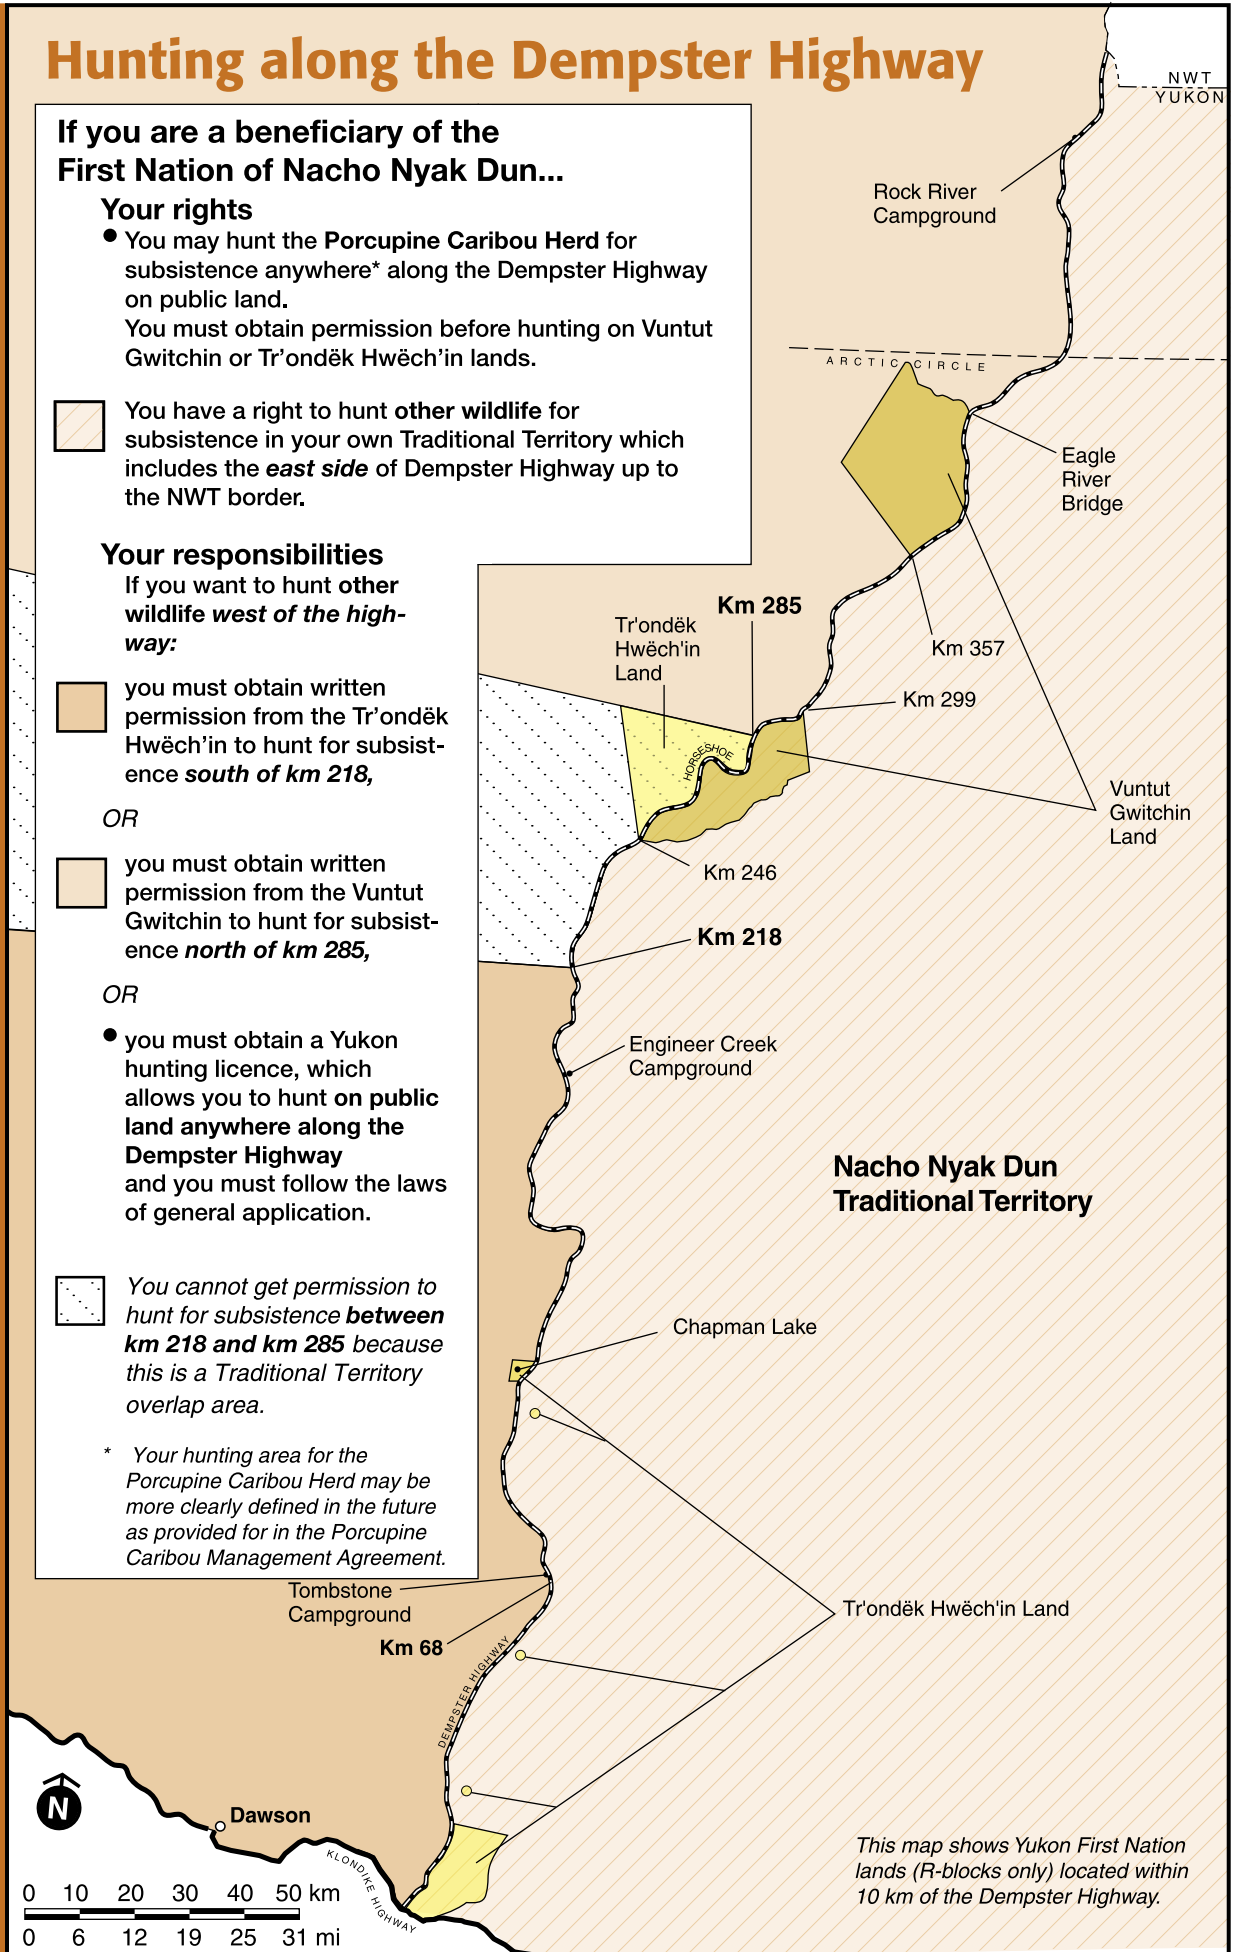 Hunting along the Dempster Highway
If you are a beneficiary of the
First Nation of Nacho Nyak Dun...
Your rights
● You may hunt the Porcupine Caribou Herd for
subsistence anywhere* along the Dempster Highway
on public land.
You must obtain permission before hunting on Vuntut
Gwitchin or Tr'ondëk Hwëch'in lands.
You have a right to hunt other wildlife for
subsistence in your own Traditional Territory which
includes the east side of Dempster Highway up to
the NWT border.
Your responsibilities
If you want to hunt other
wildlife west of the high-
way:
you must obtain written
permission from the Tr'ondëk
Hwëch'in to hunt for subsist-
ence south of km 218,
OR
you must obtain written
permission from the Vuntut
Gwitchin to hunt for subsist-
ence north of km 285,
OR
● you must obtain a Yukon
hunting licence, which
allows you to hunt on public
land anywhere along the
Dempster Highway
and you must follow the laws
of general application.
You cannot get permission to
hunt for subsistence between
km 218 and km 285 because
this is a Traditional Territory
overlap area.
* Your hunting area for the
Porcupine Caribou Herd may be
more clearly defined in the future
as provided for in the Porcupine
Caribou Management Agreement.
NWT
YUKON
Rock River
Campground
ARCTIC CIRCLE
Eagle
River
Bridge
Km 285
Tr'ondëk
Hwëch'in
Land
Km 357
Km 299
HORSESHOE
Vuntut
Gwitchin
Land
Km 246
Km 218
Engineer Creek
Campground
Nacho Nyak Dun
Traditional Territory
Chapman Lake
Tombstone
Campground
Km 68
Tr'ondëk Hwëch'in Land
DEMPSTER HIGHWAY
N
Dawson
KLONDIKE HIGHWAY
0 10 20 30 40 50 km
0 6 12 19 25 31 mi
This map shows Yukon First Nation
lands (R-blocks only) located within
10 km of the Dempster Highway.